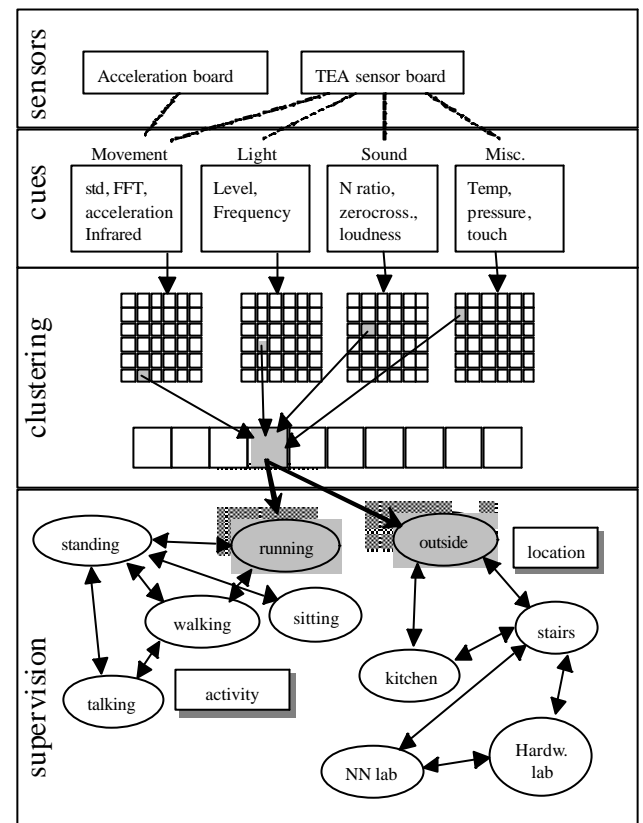 sensors
Acceleration board
TEA sensor board
cues
Movement
Light
Sound
Misc.
std, FFT,
acceleration
Infrared
Level,
Frequency
N ratio,
zerocross.,
loudness
Temp,
pressure,
touch
clustering
supervision
standing
running
walking
sitting
talking
activity
outside
location
stairs
kitchen
NN lab
Hardw.
lab